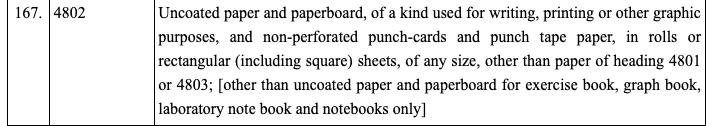 167. 4802 Uncoated paper and paperboard, of a kind used for writing, printing or other graphic
purposes, and non-perforated punch-cards and punch tape paper, in rolls or
rectangular (including square) sheets, of any size, other than paper of heading 4801
or 4803; [other than uncoated paper and paperboard for exercise book, graph book,
laboratory note book and notebooks only]